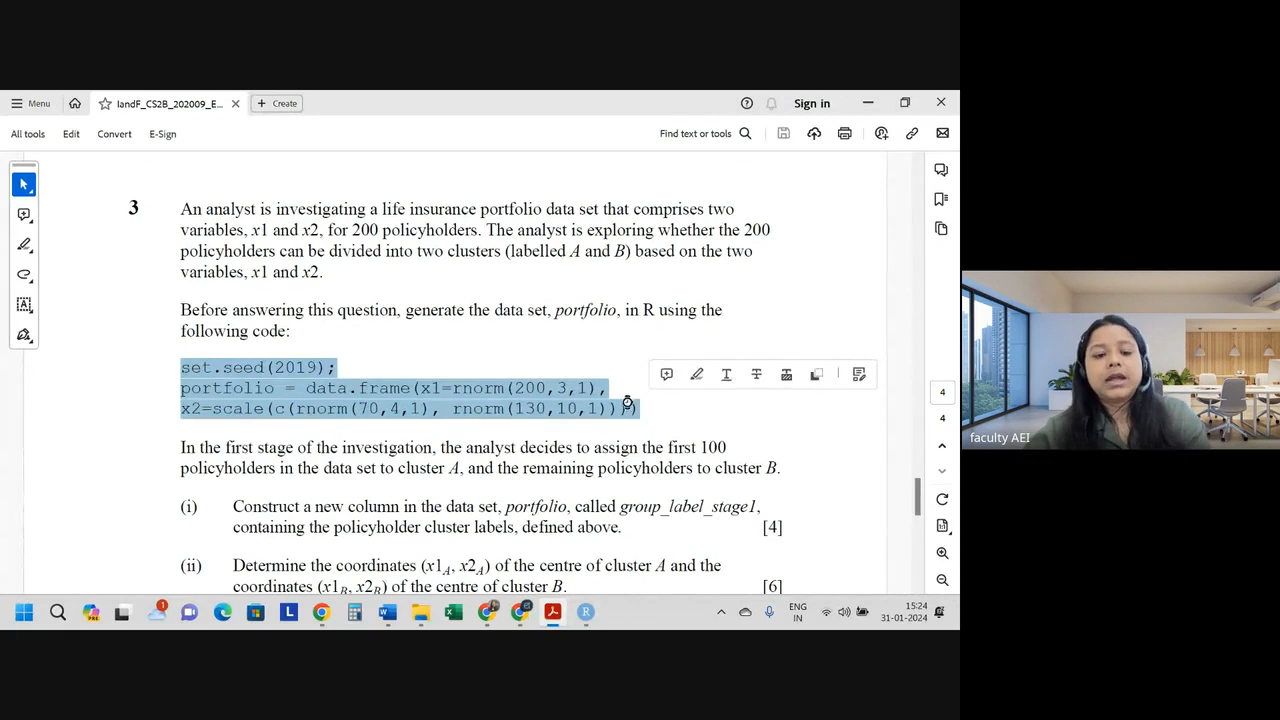 Menu
IandF_CS2B_202009_E...
Create
Sign in
All tools
Edit
Convert
E-Sign
Find text or tools
3
An analyst is investigating a life insurance portfolio data set that comprises two
variables, x1 and x2, for 200 policyholders. The analyst is exploring whether the 200
policyholders can be divided into two clusters (labelled A and B) based on the two
variables, x1 and x2.
Before answering this question, generate the data set, portfolio, in R using the
following code:
set.seed(2019);
portfolio = data.frame(x1=rnorm(200,3,1),
x2=scale(c(rnorm(70,4,1), rnorm(130,10,1))))
In the first stage of the investigation, the analyst decides to assign the first 100
policyholders in the data set to cluster A, and the remaining policyholders to cluster B.
(i) Construct a new column in the data set, portfolio, called group_label_stage1,
containing the policyholder cluster labels, defined above. [4]
(ii) Determine the coordinates (x1A, x2A) of the centre of cluster A and the
coordinates (x1B, x2B) of the centre of cluster B. [6]
4
4
faculty AEI
ENG
IN
15:24
31-01-2024